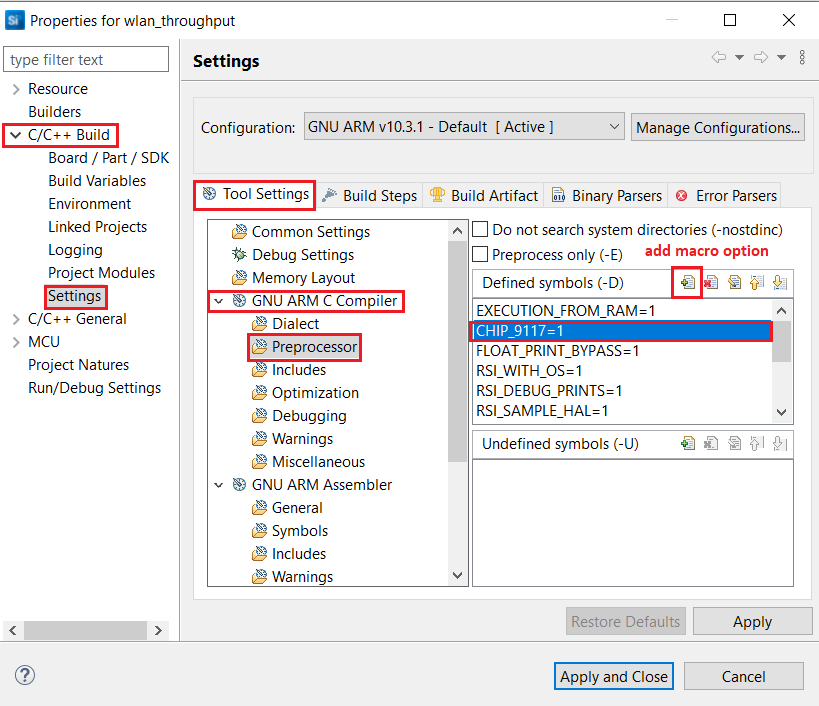 Si Properties for wlan_throughput
type filter text
Resource
Builders
C/C++ Build
Board / Part / SDK
Build Variables
Environment
Linked Projects
Logging
Project Modules
Settings
C/C++ General
MCU
Project Natures
Run/Debug Settings
Settings
Configuration: GNU ARM v10.3.1 - Default [ Active ] Manage Configurations...
Tool Settings Build Steps Build Artifact Binary Parsers Error Parsers
Common Settings
Debug Settings
Memory Layout
GNU ARM C Compiler
Dialect
Preprocessor
Includes
Optimization
Debugging
Warnings
Miscellaneous
GNU ARM Assembler
General
Symbols
Includes
Warnings
Do not search system directories (-nostdinc)
Preprocess only (-E)
add macro option
Defined symbols (-D)
EXECUTION_FROM_RAM=1
CHIP_9117=1
FLOAT_PRINT_BYPASS=1
RSI_WITH_OS=1
RSI_DEBUG_PRINTS=1
RSI_SAMPLE_HAL=1
Undefined symbols (-U)
Restore Defaults Apply
? Apply and Close Cancel